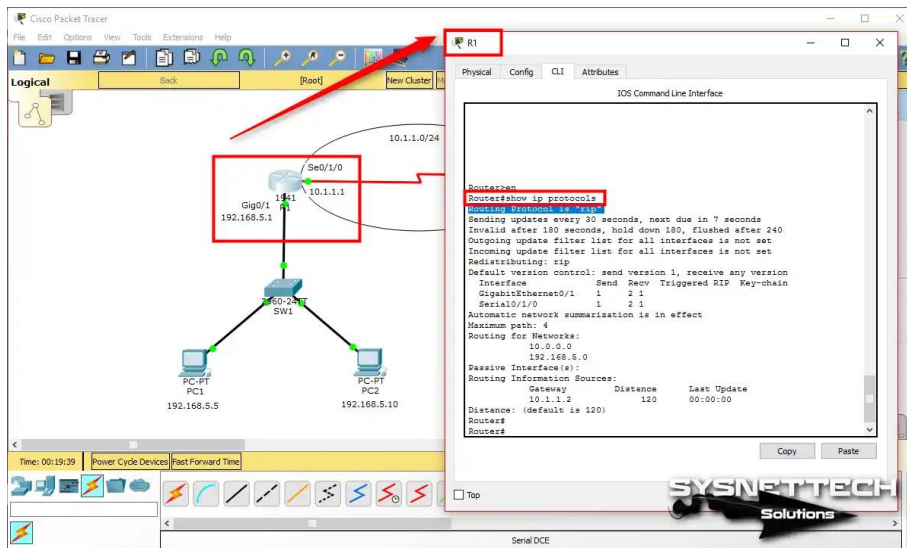 Cisco Packet Tracer
File Edit Options View Tools Extensions Help
Logical Back [Root] New Cluster
10.1.1.0/24
Se0/1/0
10.1.1.1
1941
R1
Gig0/1
192.168.5.1
2960-24TT
SW1
PC-PT
PC1
192.168.5.5
PC-PT
PC2
192.168.5.10
Time: 00:19:39 Power Cycle Devices Fast Forward Time
Serial DCE
R1
Physical Config CLI Attributes
IOS Command Line Interface
Router>en
Router#show ip protocols
Routing Protocol is "rip"
Sending updates every 30 seconds, next due in 7 seconds
Invalid after 180 seconds, hold down 180, flushed after 240
Outgoing update filter list for all interfaces is not set
Incoming update filter list for all interfaces is not set
Redistributing: rip
Default version control: send version 1, receive any version
Interface Send Recv Triggered RIP Key-chain
GigabitEthernet0/1 1 2 1
Serial0/1/0 1 2 1
Automatic network summarization is in effect
Maximum path: 4
Routing for Networks:
10.0.0.0
192.168.5.0
Passive Interface(s):
Routing Information Sources:
Gateway Distance Last Update
10.1.1.2 120 00:00:00
Distance: (default is 120)
Router#
Router#
Copy Paste
Top
SYSNETTECH
Solutions